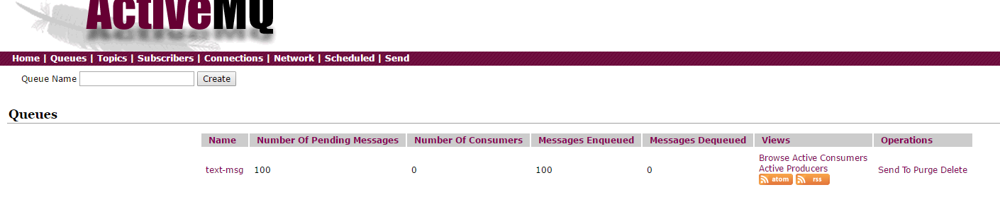 ActiveMQ
Home | Queues | Topics | Subscribers | Connections | Network | Scheduled | Send
Queue Name Create
Queues
Name Number Of Pending Messages Number Of Consumers Messages Enqueued Messages Dequeued Views Operations
text-msg 100 0 100 0 Browse Active Consumers
Active Producers
atom rss
Send To Purge Delete